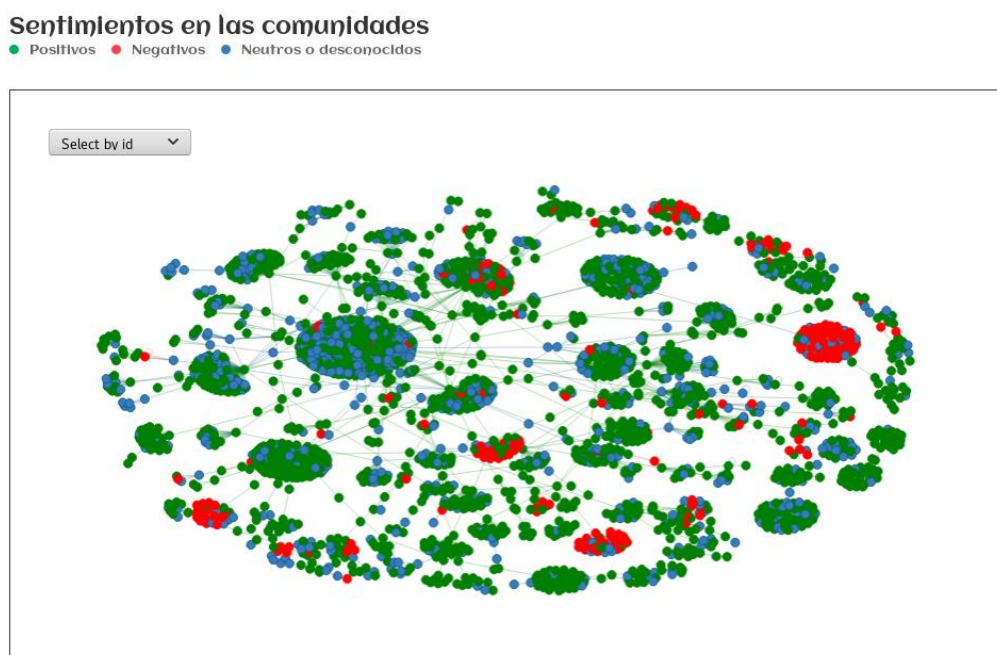 Sentimientos en las comunidades
Positivos Negativos Neutros o desconocidos
Select by id